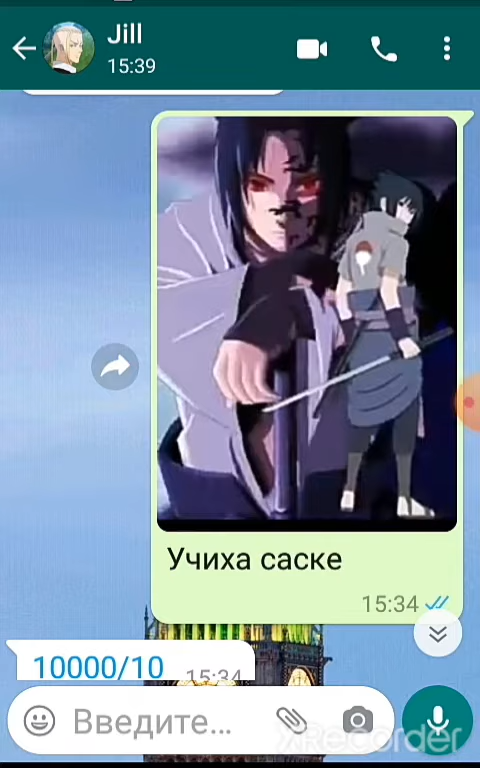 Jill
15:39
Учиха саске
15:34
10000/10
15:34
Введите...
XRecorder